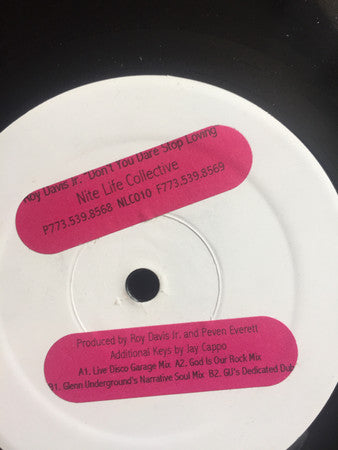 Roy Davis Jr. "Don't You Dare Stop Loving"
Nite Life Collective
P773.539.8568 NLC010 F773.539.8569
Produced by Roy Davis Jr. and Peven Everett
Additional Keys by Jay Cappo
A1. Live Disco Garage Mix A2. God Is Our Rock Mix
B1. Glenn Underground's Narrative Soul Mix B2. GU's Dedicated Dub